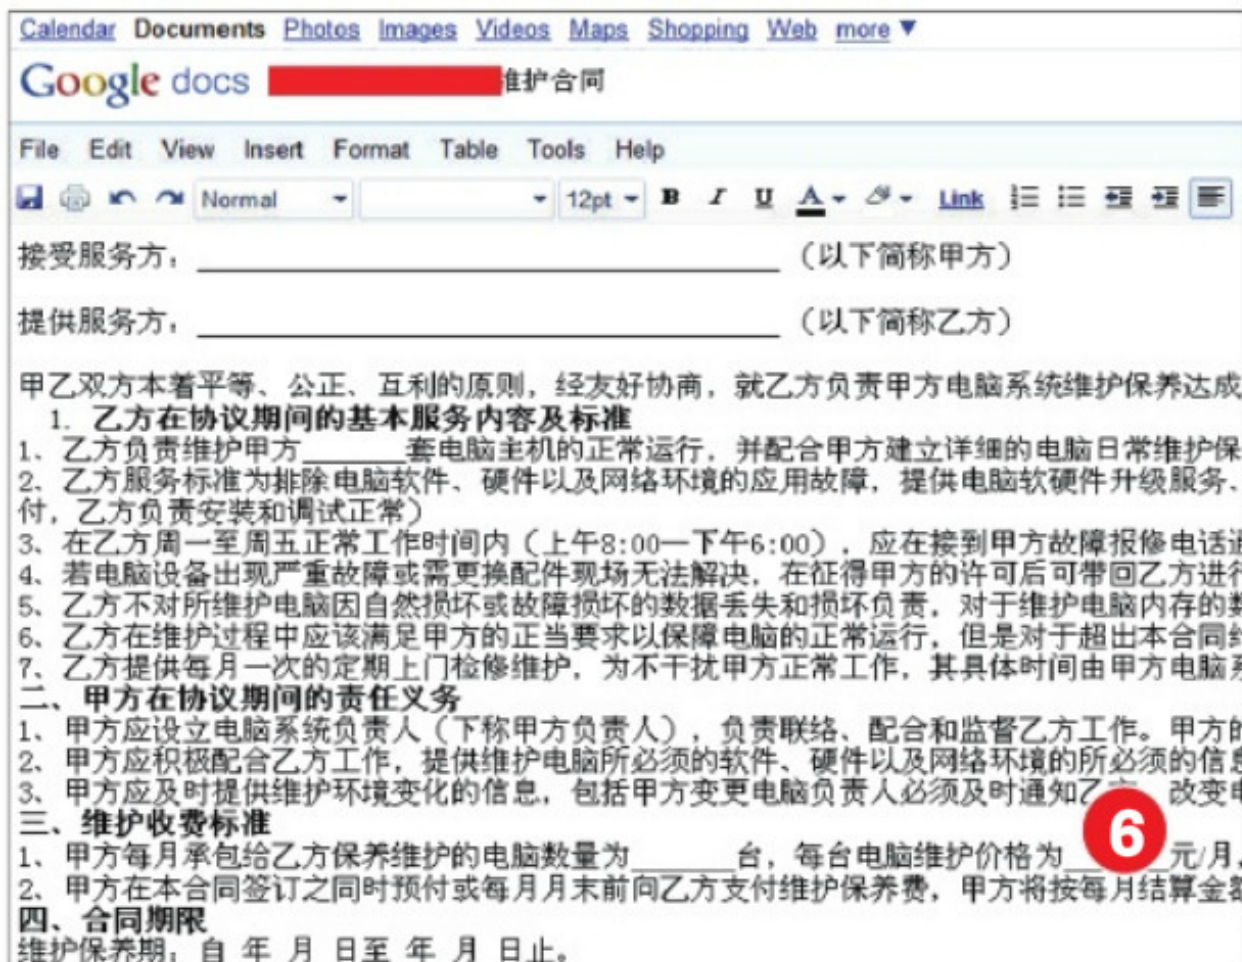 Calendar Documents Photos Images Videos Maps Shopping Web more ▼
Google docs 维护合同
File Edit View Insert Format Table Tools Help
Normal 12pt B I U A Link
接受服务方：（以下简称甲方）
提供服务方：（以下简称乙方）
甲乙双方本着平等、公正、互利的原则，经友好协商，就乙方负责甲方电脑系统维护保养达成
1. 乙方在协议期间的基本服务内容及标准
1、乙方负责维护甲方______套电脑主机的正常运行，并配合甲方建立详细的电脑日常维护保
2、乙方服务标准为排除电脑软件、硬件以及网络环境的应用故障，提供电脑软硬件升级服务、
付，乙方负责安装和调试正常）
3、在乙方周一至周五正常工作时间内（上午8:00—下午6:00），应在接到甲方故障报修电话通
4、若电脑设备出现严重故障或需更换配件现场无法解决，在征得甲方的许可后可带回乙方进行
5、乙方不对所维护电脑因自然损坏或故障损坏的数据丢失和损坏负责，对于维护电脑内存的数
6、乙方在维护过程中应该满足甲方的正当要求以保障电脑的正常运行，但是对于超出本合同维
7、乙方提供每月一次的定期上门检修维护，为不干扰甲方正常工作，其具体时间由甲方电脑系
二、甲方在协议期间的责任义务
1、甲方应设立电脑系统负责人（下称甲方负责人），负责联络、配合和监督乙方工作。甲方的
2、甲方应积极配合乙方工作，提供维护电脑所必须的软件、硬件以及网络环境的所必须的信息
3、甲方应及时提供维护环境变化的信息，包括甲方变更电脑负责人必须及时通知乙 改变电
三、维护收费标准
6
1、甲方每月承包给乙方保养维护的电脑数量为______台，每台电脑维护价格为______元/月，
2、甲方在本合同签订之同时预付或每月月末前向乙方支付维护保养费，甲方将按每月结算金额
四、合同期限
维护保养期：自 年 月 日至 年 月 日止。